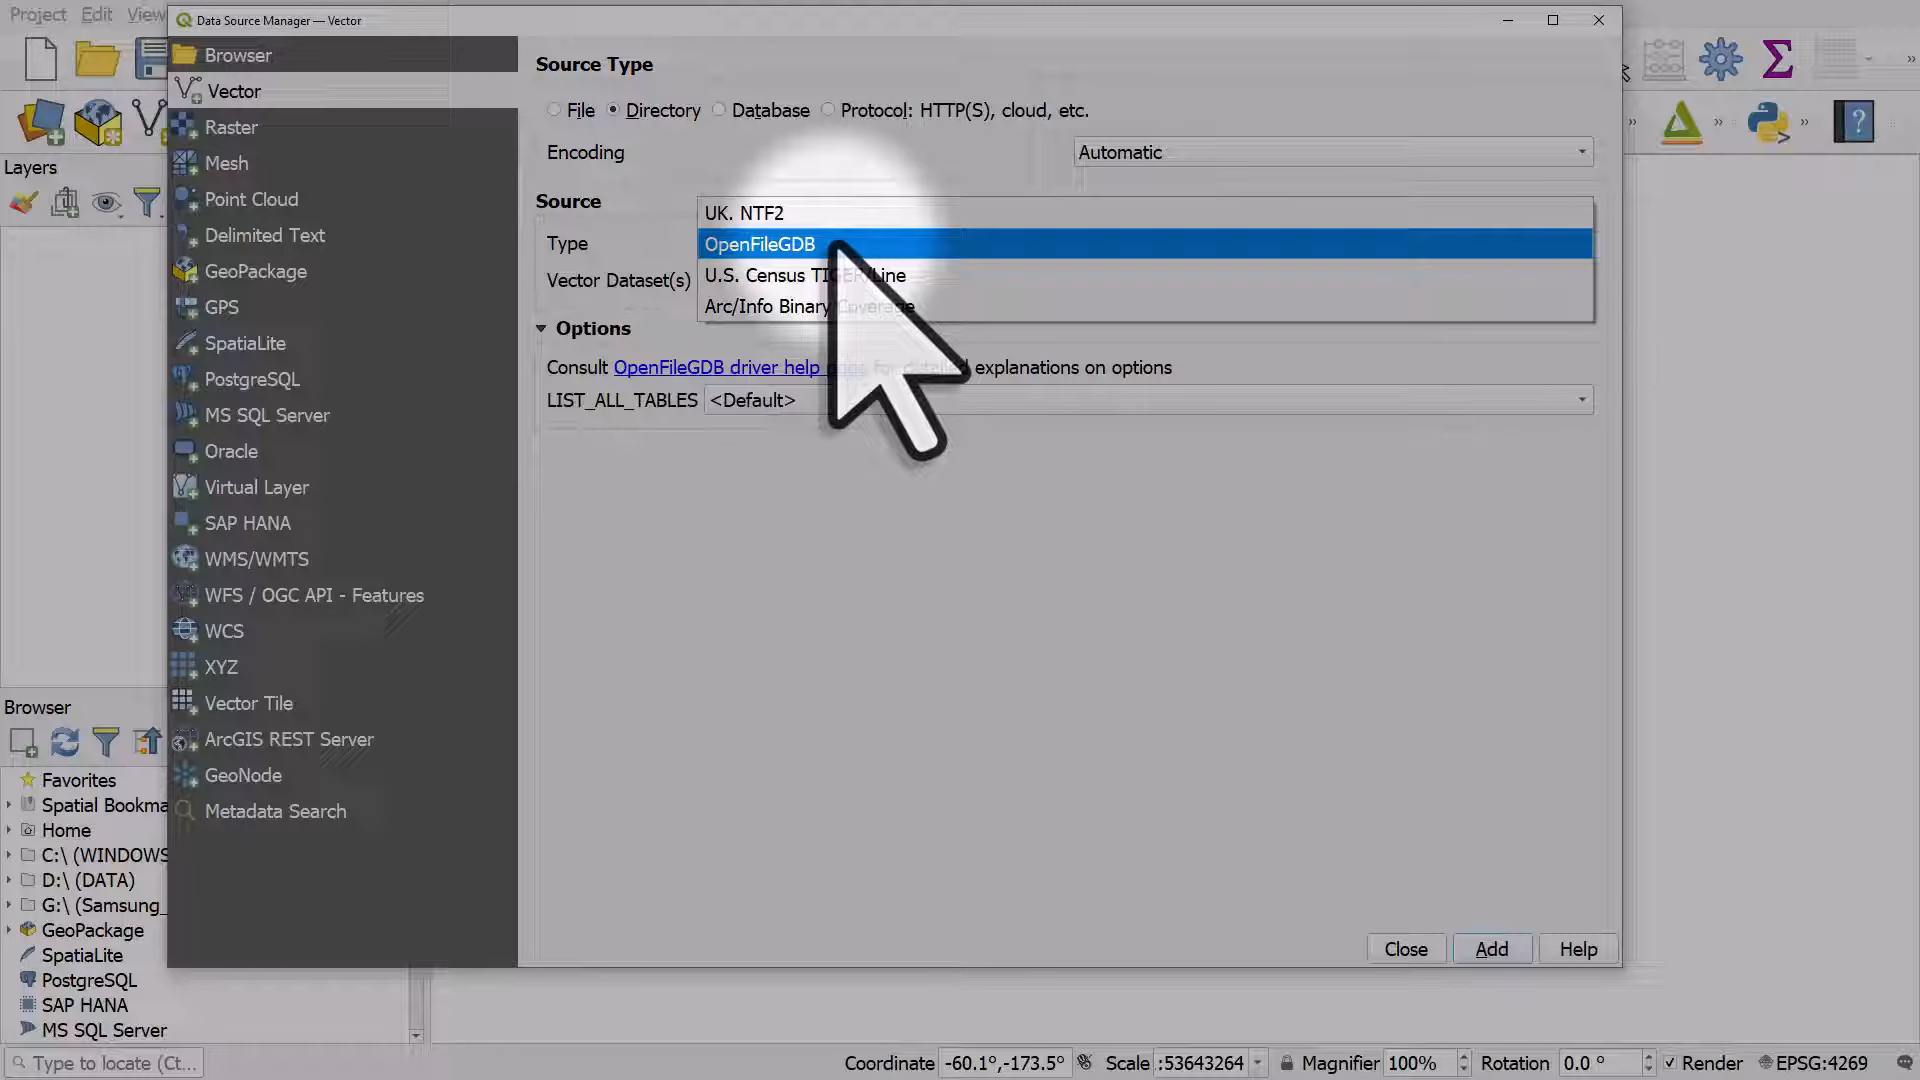 Project Edit View
Data Source Manager — Vector
Browser
Vector
Raster
Mesh
Point Cloud
Delimited Text
GeoPackage
GPS
SpatiaLite
PostgreSQL
MS SQL Server
Oracle
Virtual Layer
SAP HANA
WMS/WMTS
WFS / OGC API - Features
WCS
XYZ
Vector Tile
ArcGIS REST Server
GeoNode
Metadata Search
Source Type
File Directory Database Protocol: HTTP(S), cloud, etc.
Encoding Automatic
Source
UK. NTF2
Type OpenFileGDB
U.S. Census TIGER/Line
Vector Dataset(s)
Arc/Info Binary Coverage
Options
Consult OpenFileGDB driver help page for detailed explanations on options
LIST_ALL_TABLES <Default>
Close Add Help
Layers
Browser
Favorites
Spatial Bookma
Home
C:\ (WINDOWS
D:\ (DATA)
G:\ (Samsung_
GeoPackage
SpatiaLite
PostgreSQL
SAP HANA
MS SQL Server
Type to locate (Ct...
Coordinate -60.1°,-173.5° Scale :53643264 Magnifier 100% Rotation 0.0 ° Render EPSG:4269